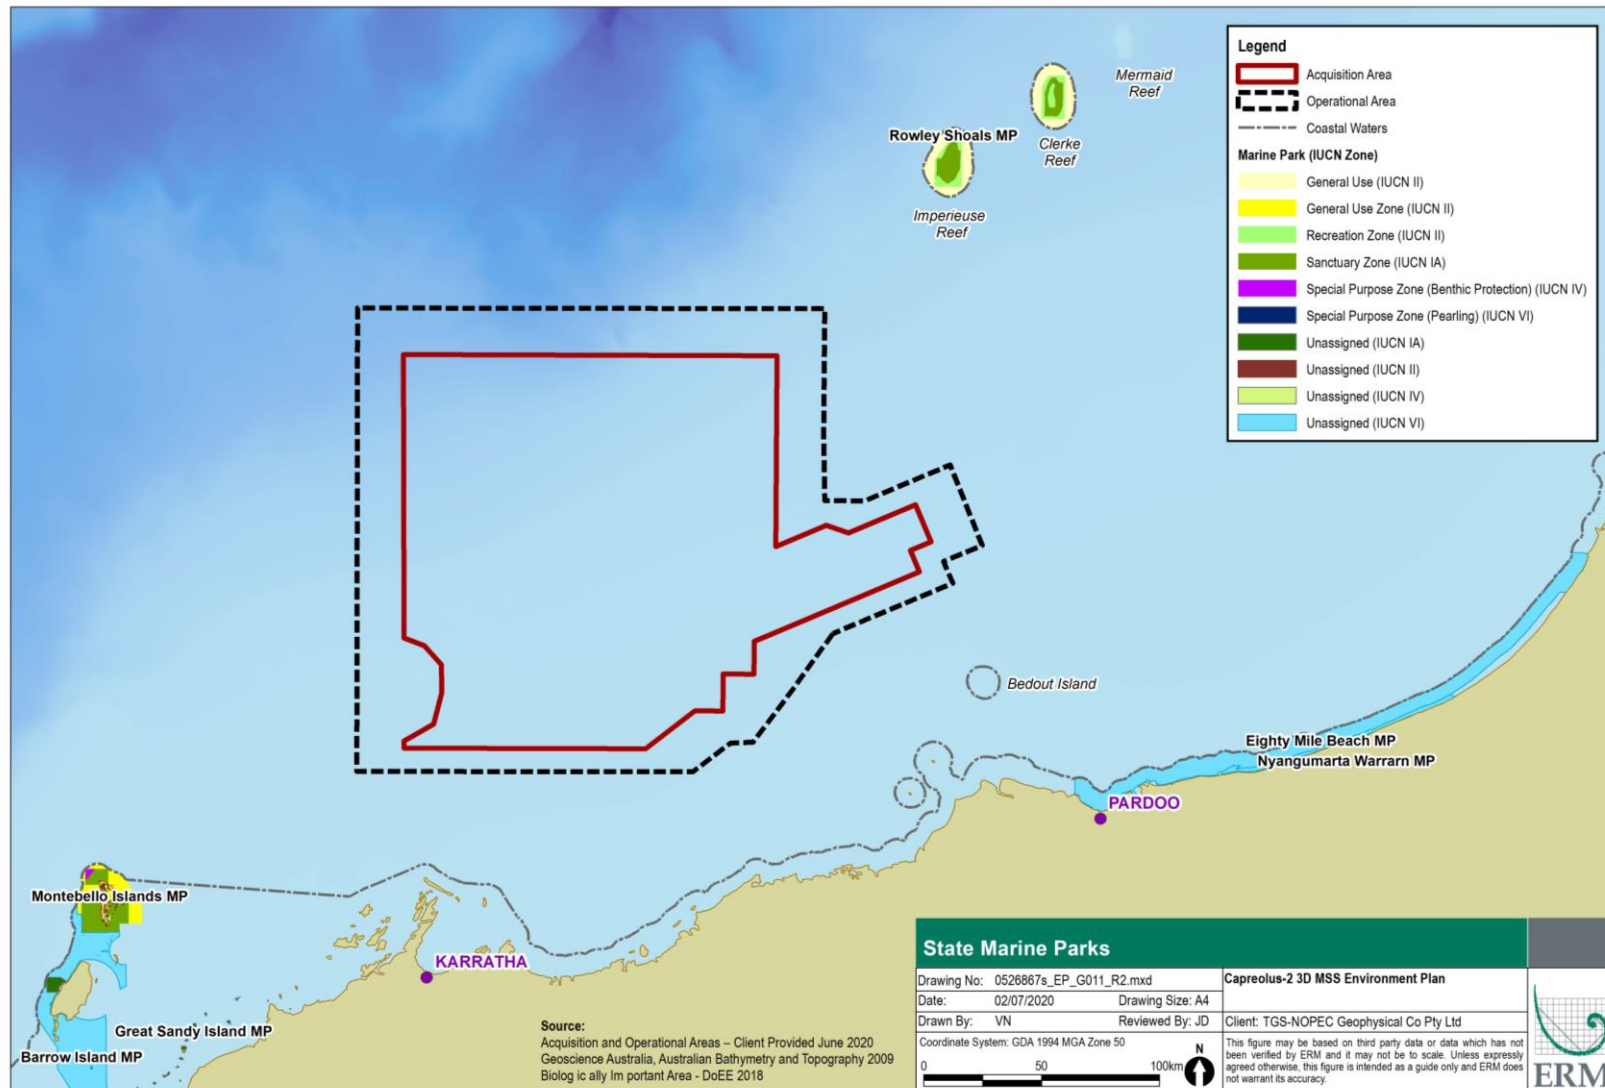 Mermaid
Reef
Rowley Shoals MP
Clerke
Reef
Imperieuse
Reef
Legend
Acquisition Area
Operational Area
Coastal Waters
Marine Park (IUCN Zone)
General Use (IUCN II)
General Use Zone (IUCN II)
Recreation Zone (IUCN II)
Sanctuary Zone (IUCN IA)
Special Purpose Zone (Benthic Protection) (IUCN IV)
Special Purpose Zone (Pearling) (IUCN VI)
Unassigned (IUCN IA)
Unassigned (IUCN II)
Unassigned (IUCN IV)
Unassigned (IUCN VI)
Bedout Island
Eighty Mile Beach MP
Nyangumarta Warrarn MP
PARDOO
Montebello Islands MP
KARRATHA
Great Sandy Island MP
Barrow Island MP
Source:
Acquisition and Operational Areas – Client Provided June 2020
Geoscience Australia, Australian Bathymetry and Topography 2009
Biolog ic ally Im portant Area - DoEE 2018
State Marine Parks
Drawing No: 0526867s_EP_G011_R2.mxd
Date: 02/07/2020 Drawing Size: A4
Drawn By: VN Reviewed By: JD
Coordinate System: GDA 1994 MGA Zone 50
0 50 100km
N
Capreolus-2 3D MSS Environment Plan
Client: TGS-NOPEC Geophysical Co Pty Ltd
This figure may be based on third party data or data which has not
been verified by ERM and it may not be to scale. Unless expressly
agreed otherwise, this figure is intended as a guide only and ERM does
not warrant its accuracy.
ERM